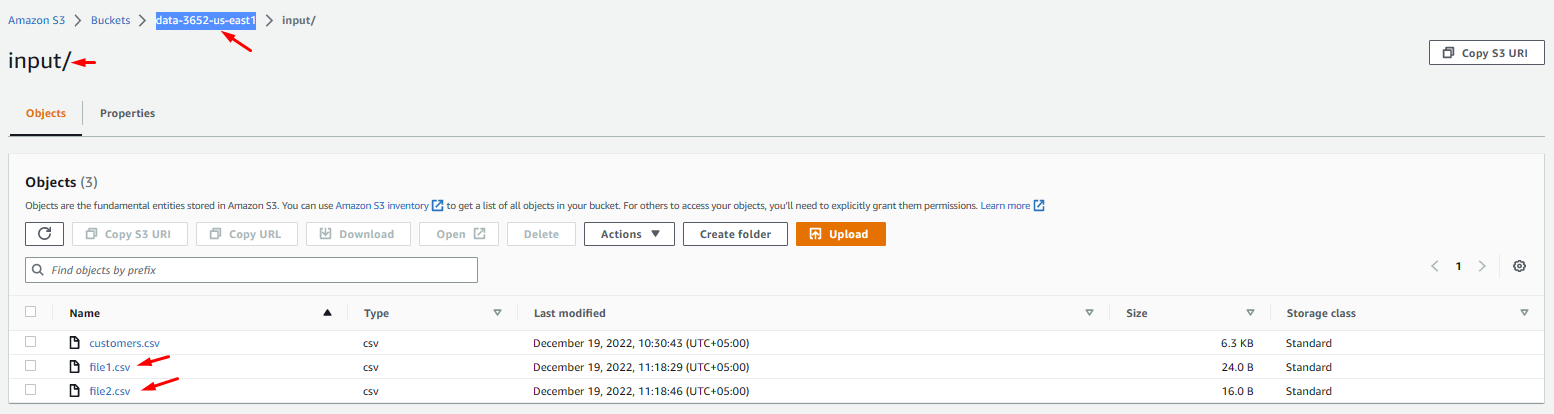 Amazon S3 > Buckets > data-3652-us-east1 > input/
input/
Copy S3 URI
Objects Properties
Objects (3)
Objects are the fundamental entities stored in Amazon S3. You can use Amazon S3 inventory to get a list of all objects in your bucket. For others to access your objects, you'll need to explicitly grant them permissions. Learn more
Copy S3 URI Copy URL Download Open Delete Actions Create folder Upload
Find objects by prefix
1
Name Type Last modified Size Storage class
customers.csv csv December 19, 2022, 10:30:43 (UTC+05:00) 6.3 KB Standard
file1.csv csv December 19, 2022, 11:18:29 (UTC+05:00) 24.0 B Standard
file2.csv csv December 19, 2022, 11:18:46 (UTC+05:00) 16.0 B Standard